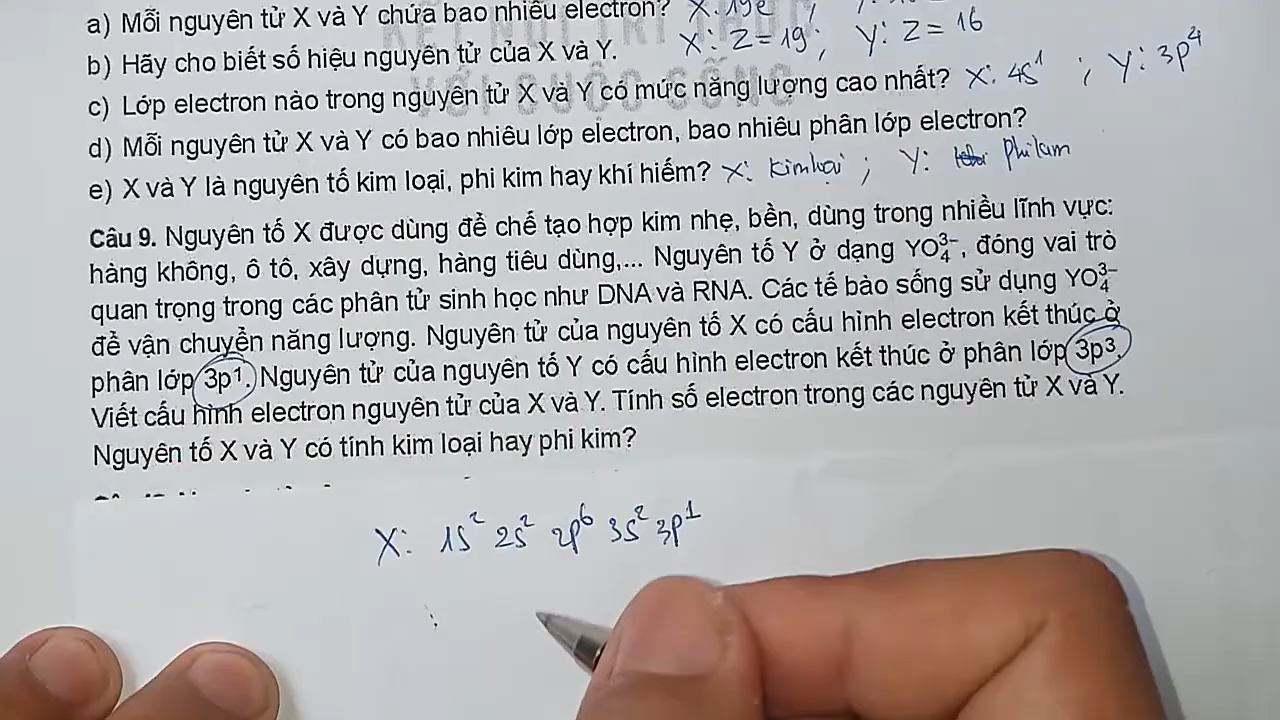 a) Mỗi nguyên tử X và Y chứa bao nhiêu electron? X: 19e ;
b) Hãy cho biết số hiệu nguyên tử của X và Y. X: Z=19; Y: Z=16
c) Lớp electron nào trong nguyên tử X và Y có mức năng lượng cao nhất? X: 4s¹ ; Y: 3p⁴
d) Mỗi nguyên tử X và Y có bao nhiêu lớp electron, bao nhiêu phân lớp electron?
e) X và Y là nguyên tố kim loại, phi kim hay khí hiếm? X: Kim loại ; Y: Phi kim
KẾT NỐI TRI THỨC
VỚI CUỘC SỐNG
Câu 9. Nguyên tố X được dùng để chế tạo hợp kim nhẹ, bền, dùng trong nhiều lĩnh vực:
hàng không, ô tô, xây dựng, hàng tiêu dùng,... Nguyên tố Y ở dạng YO₄³⁻, đóng vai trò
quan trọng trong các phân tử sinh học như DNA và RNA. Các tế bào sống sử dụng YO₄³⁻
để vận chuyển năng lượng. Nguyên tử của nguyên tố X có cấu hình electron kết thúc ở
phân lớp 3p¹. Nguyên tử của nguyên tố Y có cấu hình electron kết thúc ở phân lớp 3p³.
Viết cấu hình electron nguyên tử của X và Y. Tính số electron trong các nguyên tử X và Y.
Nguyên tố X và Y có tính kim loại hay phi kim?
X: 1s² 2s² 2p⁶ 3s² 3p¹